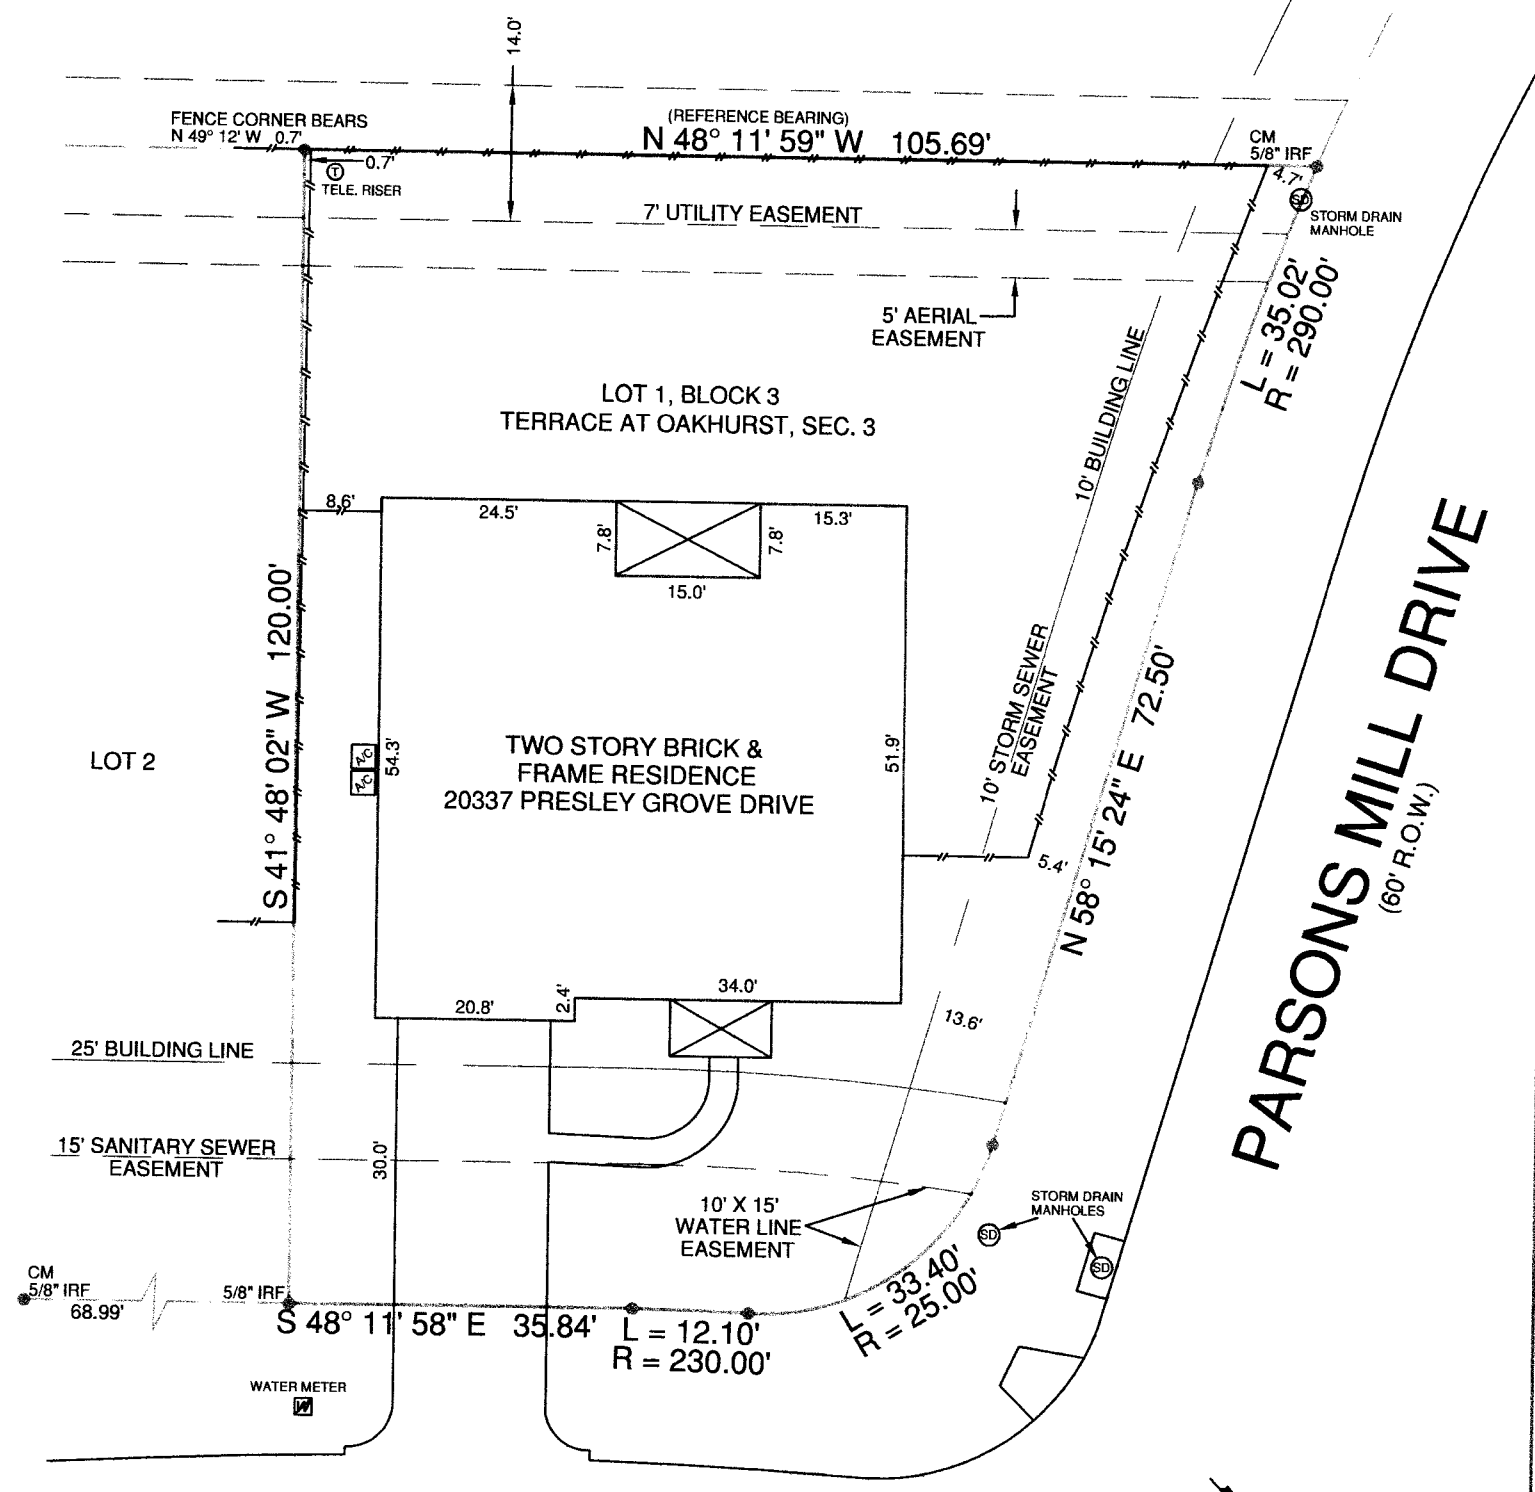 14.0'
FENCE CORNER BEARS
N 49° 12' W 0.7'
(REFERENCE BEARING)
N 48° 11' 59" W 105.69'
CM
5/8" IRF
0.7'
T
TELE. RISER
4.7'
SD
STORM DRAIN
MANHOLE
7' UTILITY EASEMENT
5' AERIAL
EASEMENT
L = 35.02'
R = 290.00'
10' BUILDING LINE
LOT 1, BLOCK 3
TERRACE AT OAKHURST, SEC. 3
8.6'
24.5'
7.8'
15.0'
7.8'
15.3'
S 41° 48' 02" W 120.00'
LOT 2
A/C
A/C
54.3'
TWO STORY BRICK &
FRAME RESIDENCE
20337 PRESLEY GROVE DRIVE
51.9'
10' STORM SEWER
EASEMENT
N 58° 15' 24" E 72.50'
5.4'
PARSONS MILL DRIVE
(60' R.O.W.)
20.8'
2.4'
34.0'
13.6'
25' BUILDING LINE
15' SANITARY SEWER
EASEMENT
30.0'
10' X 15'
WATER LINE
EASEMENT
STORM DRAIN
MANHOLES
SD
SD
CM
5/8" IRF
68.99'
5/8" IRF
S 48° 11' 58" E 35.84'
L = 12.10'
R = 230.00'
L = 33.40'
R = 25.00'
WATER METER
W